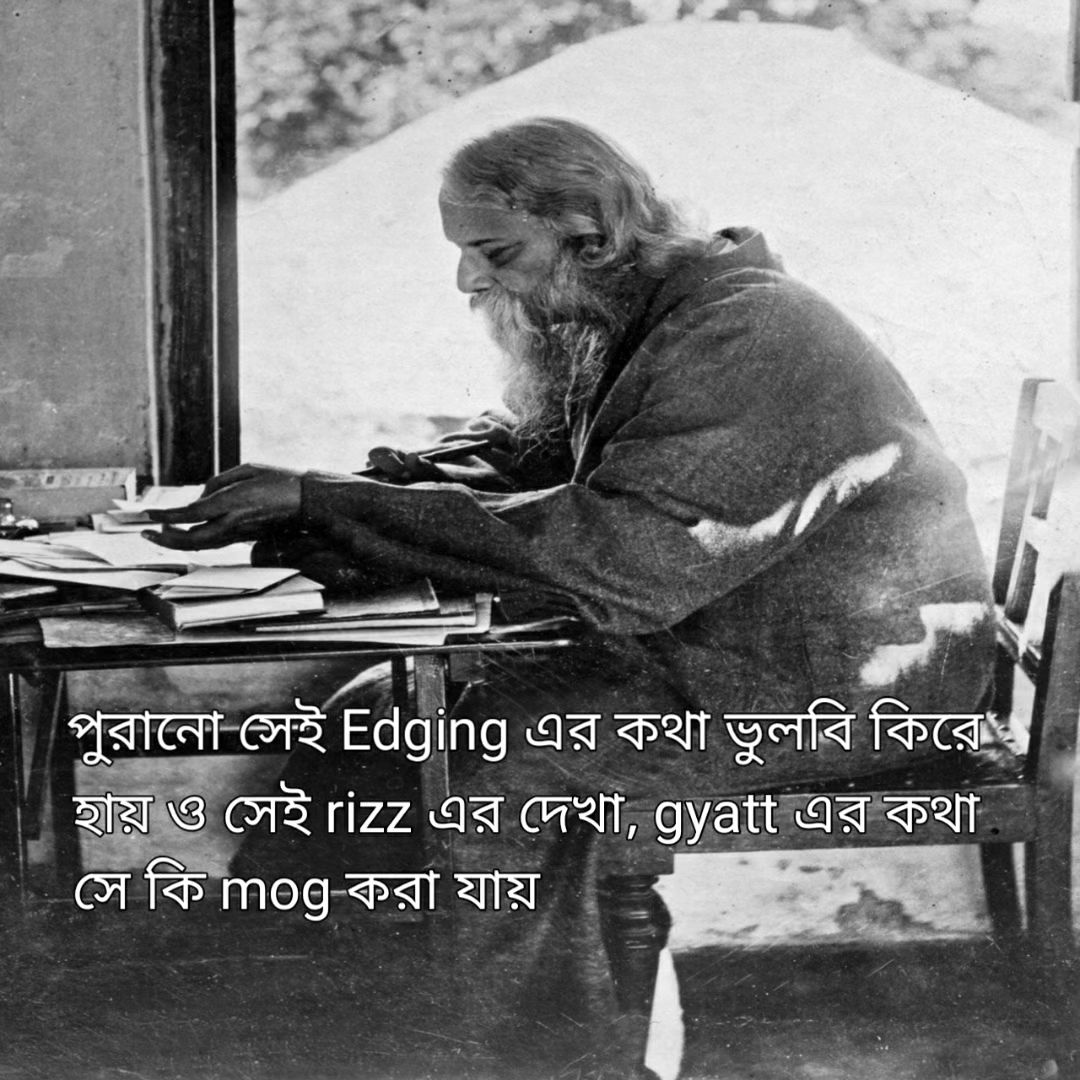 পুরানো সেই Edging এর কথা ভুলবি কিরে
হায় ও সেই rizz এর দেখা, gyatt এর কথা
সে কি mog করা যায়